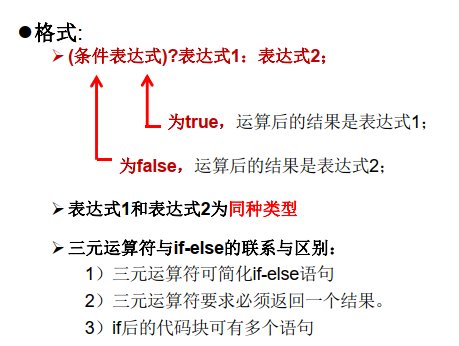 ●格式:
➢(条件表达式)?表达式1：表达式2；
为true，运算后的结果是表达式1；
为false，运算后的结果是表达式2；
➢表达式1和表达式2为同种类型
➢三元运算符与if-else的联系与区别：
1）三元运算符可简化if-else语句
2）三元运算符要求必须返回一个结果。
3）if后的代码块可有多个语句